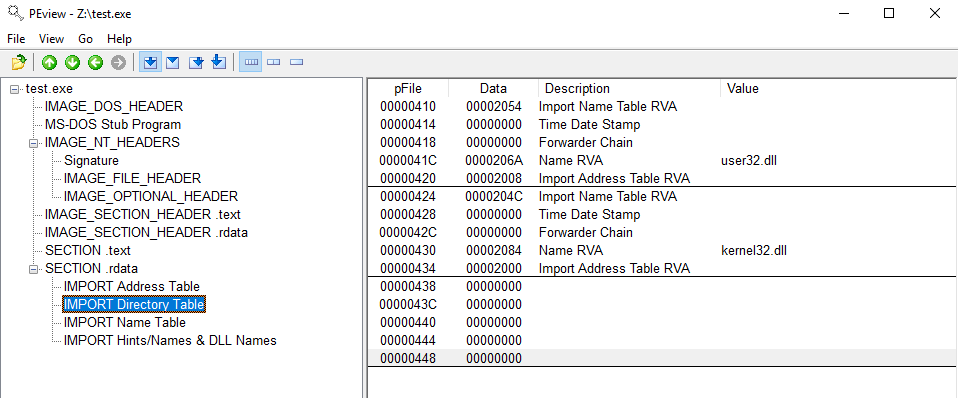 PEview - Z:\test.exe
File View Go Help
test.exe
IMAGE_DOS_HEADER
MS-DOS Stub Program
IMAGE_NT_HEADERS
Signature
IMAGE_FILE_HEADER
IMAGE_OPTIONAL_HEADER
IMAGE_SECTION_HEADER .text
IMAGE_SECTION_HEADER .rdata
SECTION .text
SECTION .rdata
IMPORT Address Table
IMPORT Directory Table
IMPORT Name Table
IMPORT Hints/Names & DLL Names
pFile Data Description Value
00000410 00002054 Import Name Table RVA
00000414 00000000 Time Date Stamp
00000418 00000000 Forwarder Chain
0000041C 0000206A Name RVA user32.dll
00000420 00002008 Import Address Table RVA
00000424 0000204C Import Name Table RVA
00000428 00000000 Time Date Stamp
0000042C 00000000 Forwarder Chain
00000430 00002084 Name RVA kernel32.dll
00000434 00002000 Import Address Table RVA
00000438 00000000
0000043C 00000000
00000440 00000000
00000444 00000000
00000448 00000000